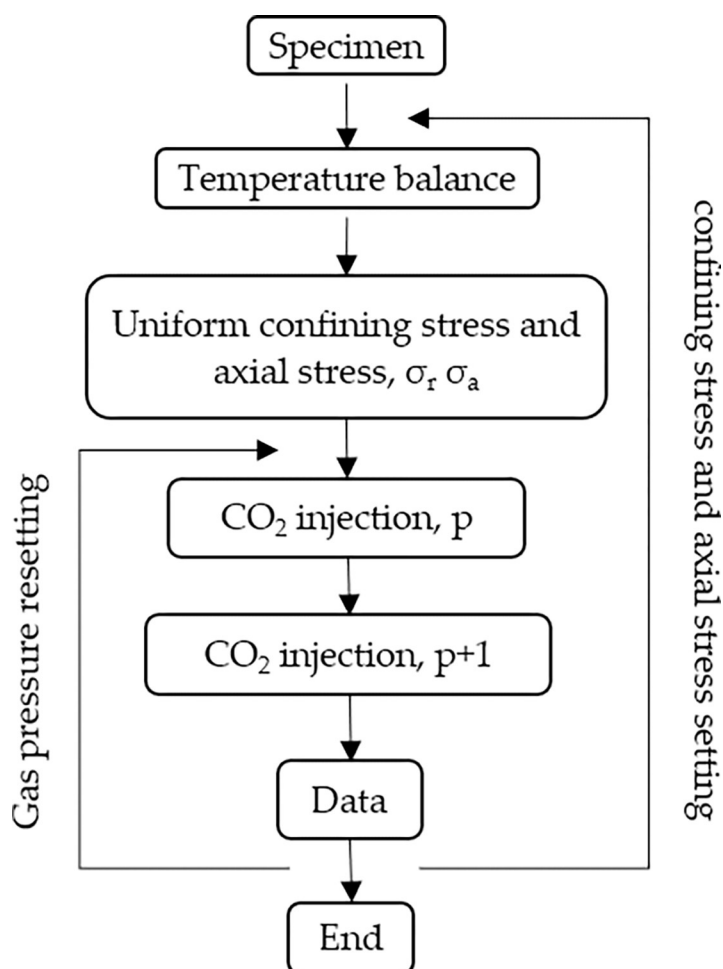 Specimen
Temperature balance
Uniform confining stress and
axial stress, σᵣ σₐ
CO₂ injection, p
CO₂ injection, p+1
Data
End
Gas pressure resetting
confining stress and axial stress setting